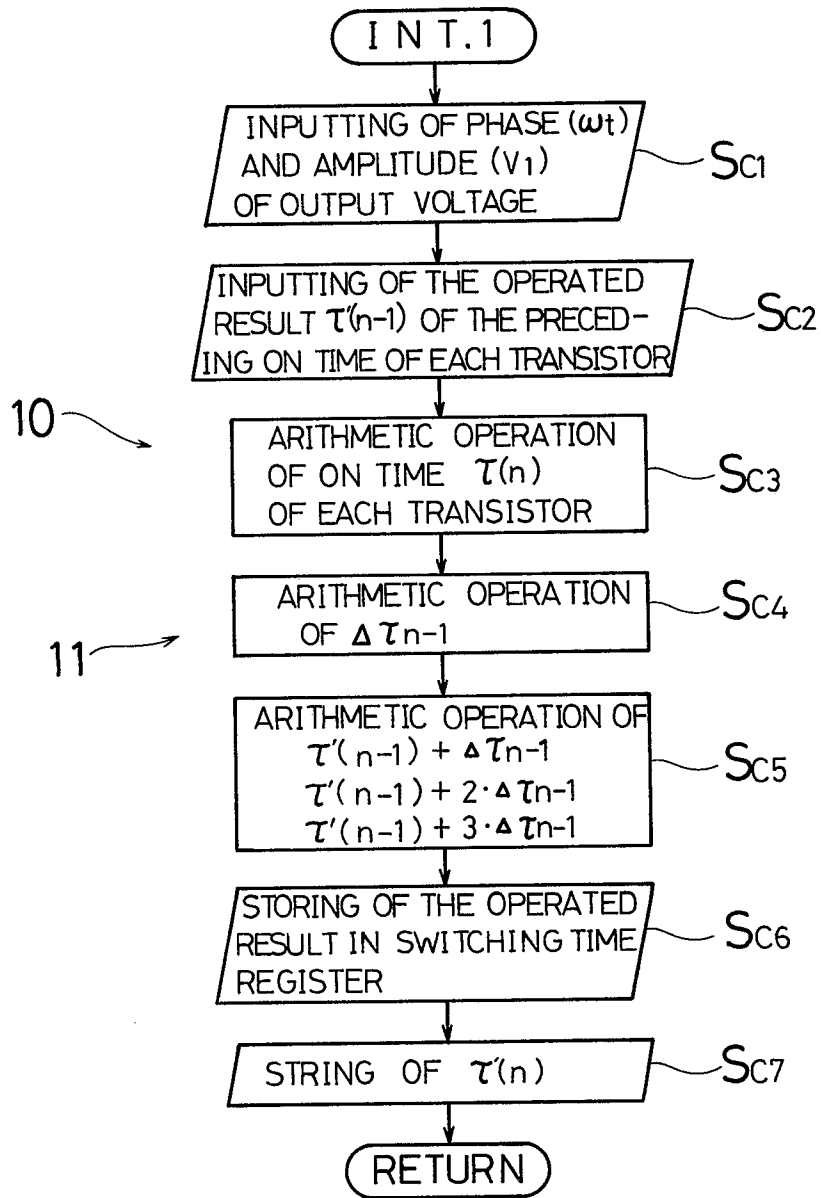 INT.1
INPUTTING OF PHASE (ωt)
AND AMPLITUDE (V1)
OF OUTPUT VOLTAGE
SC1
INPUTTING OF THE OPERATED
RESULT τ'(n-1) OF THE PRECED-
ING ON TIME OF EACH TRANSISTOR
SC2
10
ARITHMETIC OPERATION
OF ON TIME τ(n)
OF EACH TRANSISTOR
SC3
11
ARITHMETIC OPERATION
OF Δτn-1
SC4
ARITHMETIC OPERATION OF
τ'(n-1) + Δτn-1
τ'(n-1) + 2·Δτn-1
τ'(n-1) + 3·Δτn-1
SC5
STORING OF THE OPERATED
RESULT IN SWITCHING TIME
REGISTER
SC6
STRING OF τ'(n)
SC7
RETURN